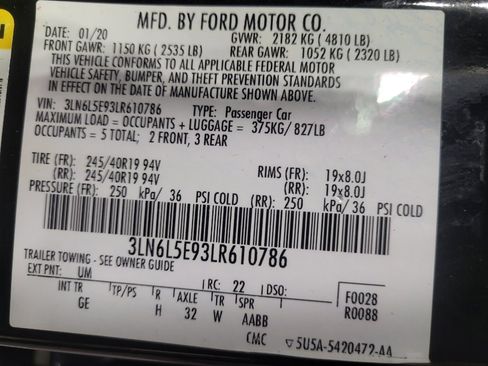 MFD. BY FORD MOTOR CO.
DATE: 01/20 GVWR: 2182 KG ( 4810 LB)
FRONT GAWR: 1150 KG ( 2535 LB) REAR GAWR: 1052 KG ( 2320 LB)
THIS VEHICLE CONFORMS TO ALL APPLICABLE FEDERAL MOTOR
VEHICLE SAFETY, BUMPER, AND THEFT PREVENTION STANDARDS
IN EFFECT ON THE DATE OF MANUFACTURE SHOWN ABOVE.
VIN: 3LN6L5E93LR610786 TYPE: Passenger Car
MAXIMUM LOAD = OCCUPANTS + LUGGAGE = 375KG/ 827LB
OCCUPANTS = 5 TOTAL; 2 FRONT, 3 REAR
TIRE (FR): 245/40R19 94V RIMS (FR): 19x8.0J
(RR): 245/40R19 94V (RR): 19x8.0J
PRESSURE (FR): 250 kPa/ 36 PSI COLD (RR): 250 kPa/ 36 PSI COLD
3LN6L5E93LR610786
TRAILER TOWING - SEE OWNER GUIDE
EXT PNT: UM RC: 22 DSO: F0028
INT TR TP/PS R AXLE TR SPR R0088
GE H 32 W AABB
CMC 5U5A-5420472-AA